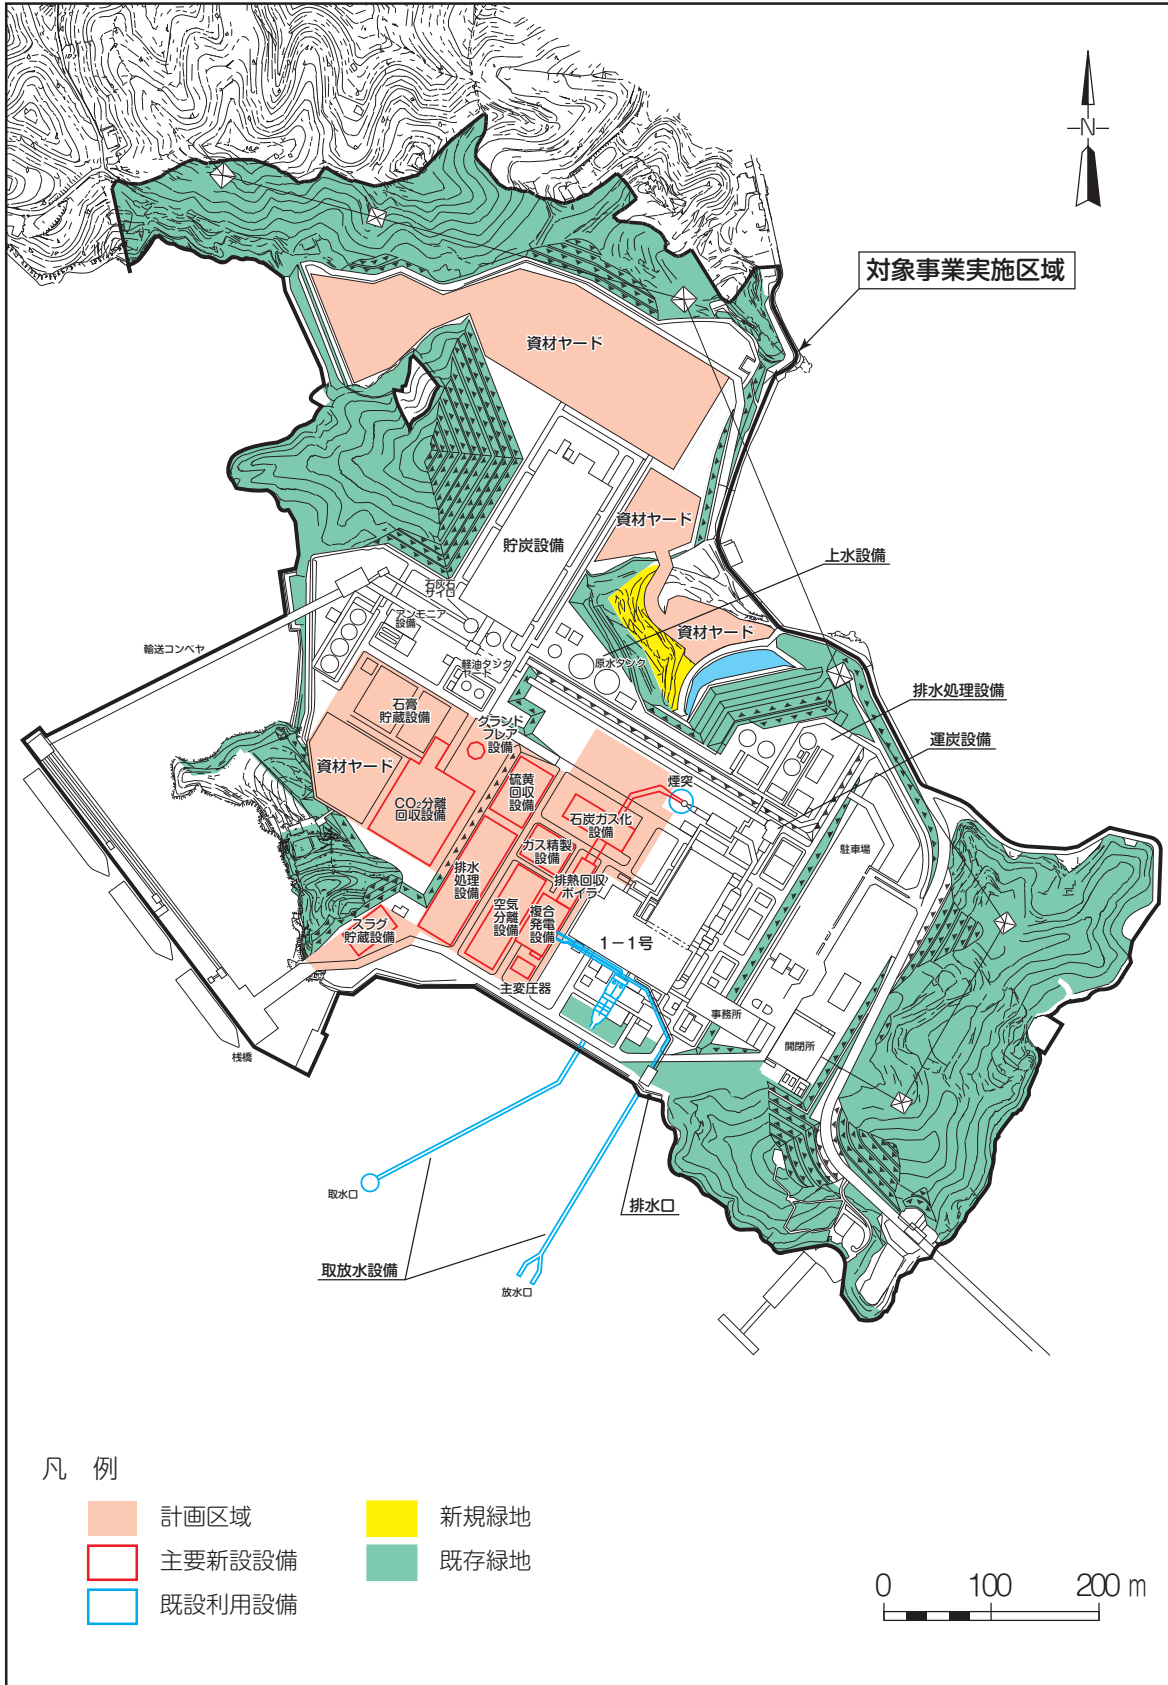 N
対象事業実施区域
資材ヤード
資材ヤード
貯炭設備
上水設備
石灰石
サイロ
アンモニア
設備
資材ヤード
輸送コンベヤ
軽油タンク
ヤード
原水タンク
排水処理設備
石膏
貯蔵設備
グランド
フレア
設備
運炭設備
資材ヤード
硫黄
回収
設備
煙突
CO₂分離
回収設備
石炭ガス化
設備
駐車場
ガス精製
設備
排水
処理
設備
排熱回収
ボイラ
空気
分離
設備
複合
発電
設備
スラグ
貯蔵設備
1-1号
主変圧器
事務所
開閉所
桟橋
取水口
排水口
取放水設備
放水口
凡 例
計画区域
新規緑地
主要新設設備
既存緑地
既設利用設備
0 100 200 m